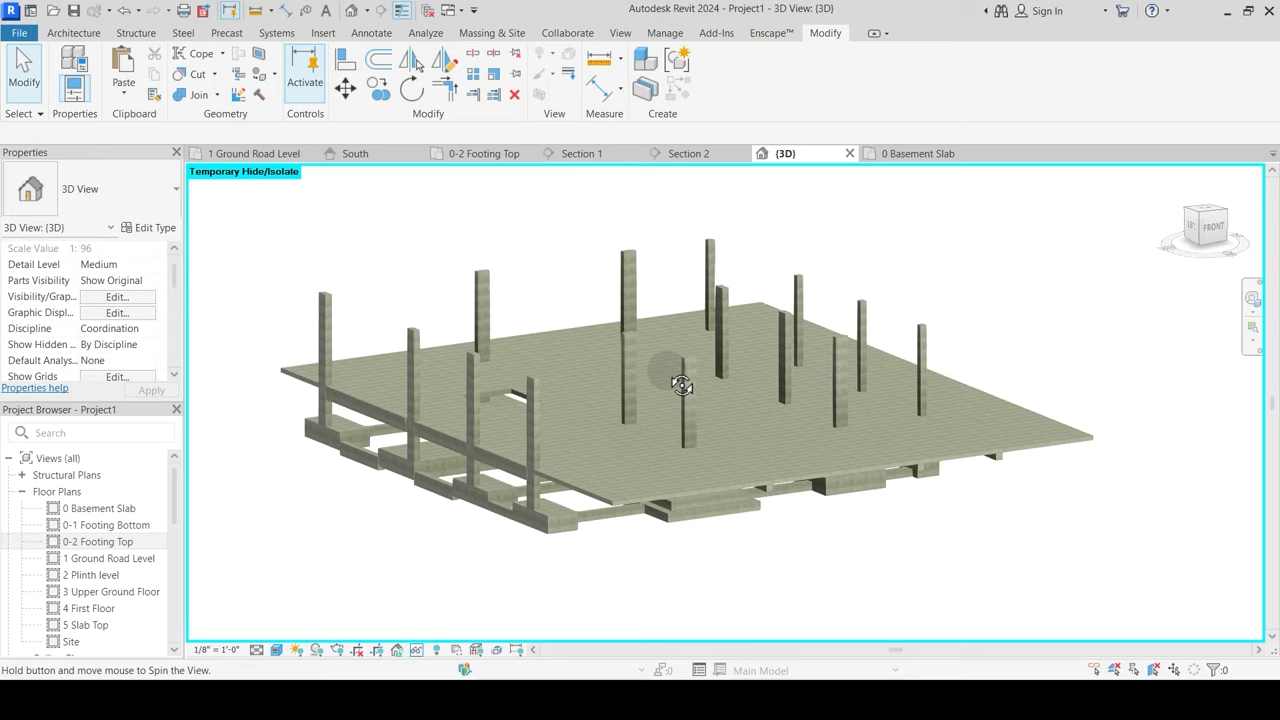 Autodesk Revit 2024 - Project1 - 3D View: {3D}
Sign In
File Architecture Structure Steel Precast Systems Insert Annotate Analyze Massing & Site Collaborate View Manage Add-Ins Enscape™ Modify
Modify
Paste
Cope
Cut
Join
Activate
Select Properties Clipboard Geometry Controls Modify View Measure Create
Properties
1 Ground Road Level South 0-2 Footing Top Section 1 Section 2 {3D} 0 Basement Slab
Temporary Hide/Isolate
3D View
3D View: {3D} Edit Type
Scale Value 1: 96
Detail Level Medium
Parts Visibility Show Original
Visibility/Grap... Edit...
Graphic Displ... Edit...
Discipline Coordination
Show Hidden ... By Discipline
Default Analys... None
Show Grids Edit...
Properties help Apply
FRONT
Project Browser - Project1
Search
Views (all)
Structural Plans
Floor Plans
0 Basement Slab
0-1 Footing Bottom
0-2 Footing Top
1 Ground Road Level
2 Plinth level
3 Upper Ground Floor
4 First Floor
5 Slab Top
Site
1/8" = 1'-0"
Hold button and move mouse to Spin the View.
:0
Main Model
:0